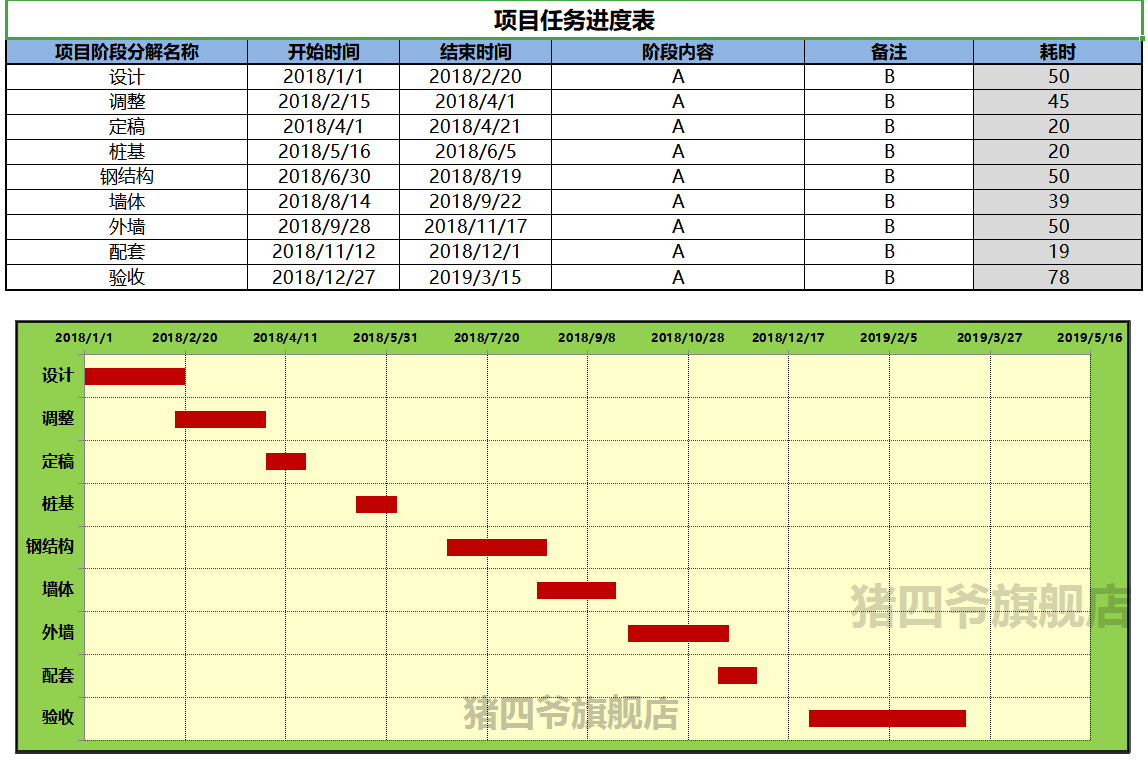 项目任务进度表
项目阶段分解名称 开始时间 结束时间 阶段内容 备注 耗时
设计 2018/1/1 2018/2/20 A B 50
调整 2018/2/15 2018/4/1 A B 45
定稿 2018/4/1 2018/4/21 A B 20
桩基 2018/5/16 2018/6/5 A B 20
钢结构 2018/6/30 2018/8/19 A B 50
墙体 2018/8/14 2018/9/22 A B 39
外墙 2018/9/28 2018/11/17 A B 50
配套 2018/11/12 2018/12/1 A B 19
验收 2018/12/27 2019/3/15 A B 78
2018/1/1 2018/2/20 2018/4/11 2018/5/31 2018/7/20 2018/9/8 2018/10/28 2018/12/17 2019/2/5 2019/3/27 2019/5/16
设计
调整
定稿
桩基
钢结构
墙体
猪四爷旗舰店
外墙
配套
验收
猪四爷旗舰店